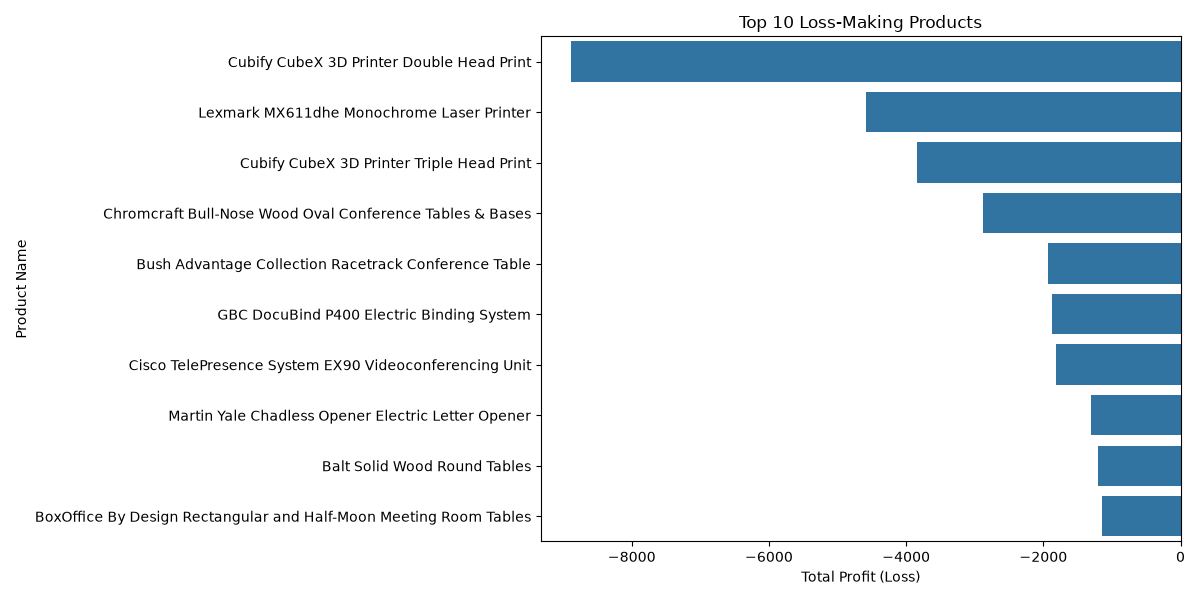 Top 10 Loss-Making Products
Product Name
Cubify CubeX 3D Printer Double Head Print
Lexmark MX611dhe Monochrome Laser Printer
Cubify CubeX 3D Printer Triple Head Print
Chromcraft Bull-Nose Wood Oval Conference Tables & Bases
Bush Advantage Collection Racetrack Conference Table
GBC DocuBind P400 Electric Binding System
Cisco TelePresence System EX90 Videoconferencing Unit
Martin Yale Chadless Opener Electric Letter Opener
Balt Solid Wood Round Tables
BoxOffice By Design Rectangular and Half-Moon Meeting Room Tables
−8000 −6000 −4000 −2000 0
Total Profit (Loss)